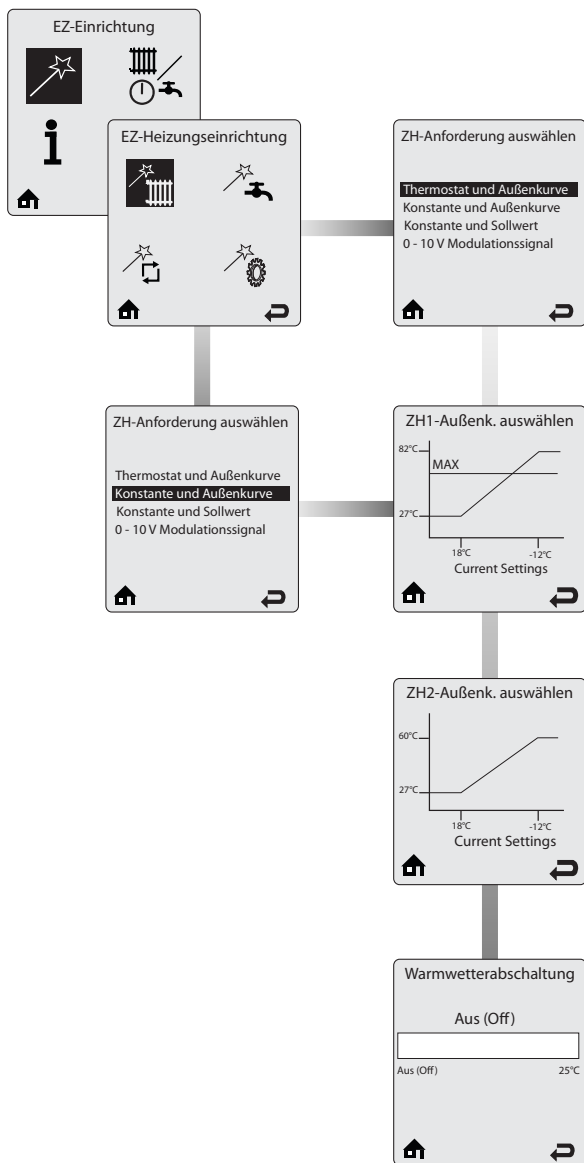 EZ-Einrichtung
EZ-Heizungseinrichtung
ZH-Anforderung auswählen
Thermostat und Außenkurve
Konstante und Außenkurve
Konstante und Sollwert
0 - 10 V Modulationssignal
ZH-Anforderung auswählen
Thermostat und Außenkurve
Konstante und Außenkurve
Konstante und Sollwert
0 - 10 V Modulationssignal
ZH1-Außenk. auswählen
82°C
MAX
27°C
18°C -12°C
Current Settings
ZH2-Außenk. auswählen
60°C
27°C
18°C -12°C
Current Settings
Warmwetterabschaltung
Aus (Off)
Aus (Off) 25°C